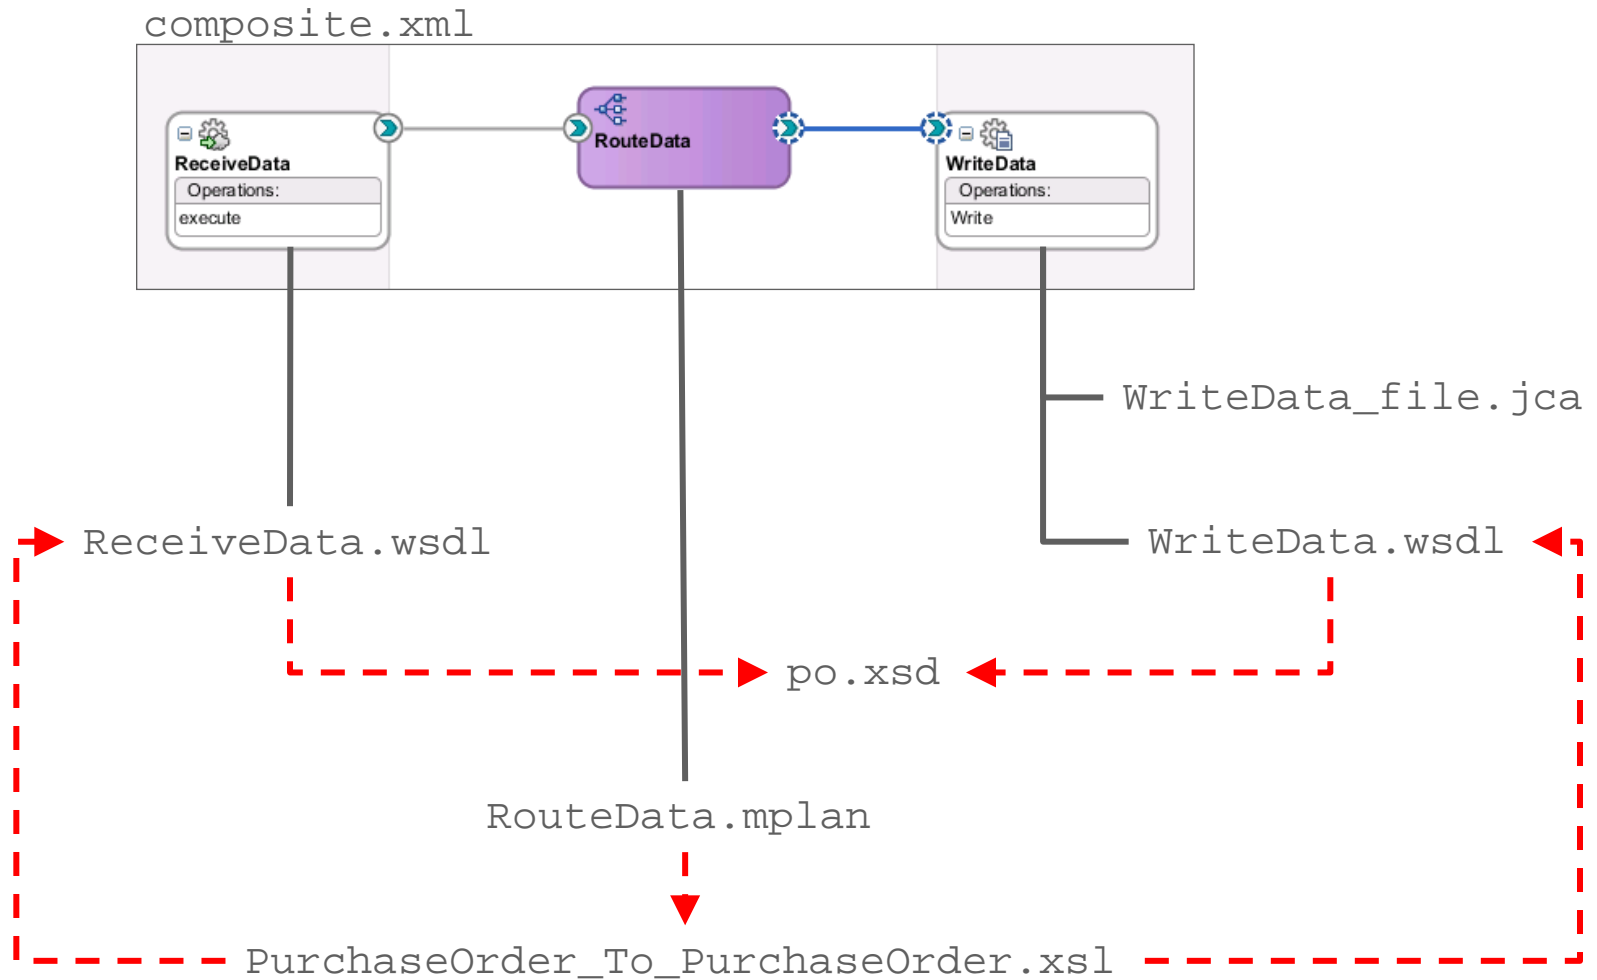 composite.xml
ReceiveData
Operations:
execute
RouteData
WriteData
Operations:
Write
WriteData_file.jca
ReceiveData.wsdl
WriteData.wsdl
po.xsd
RouteData.mplan
PurchaseOrder_To_PurchaseOrder.xsl